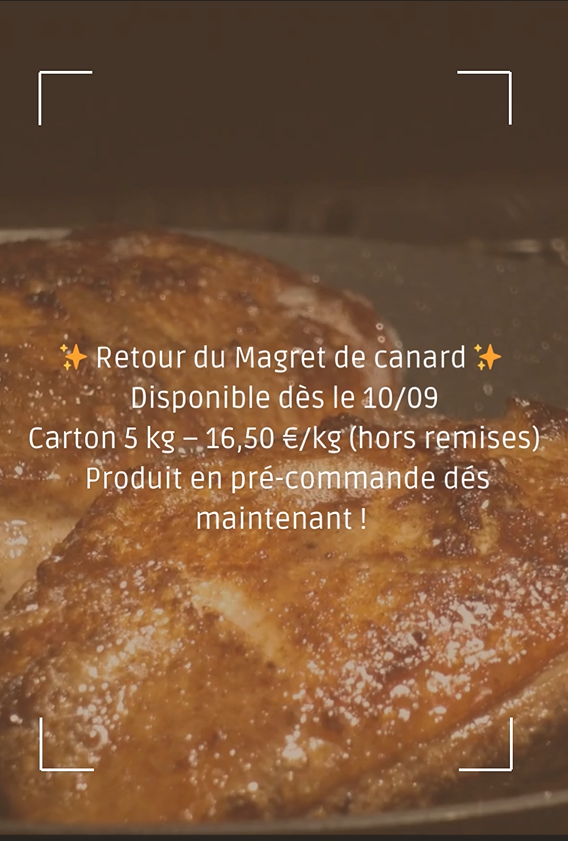 ✨ Retour du Magret de canard ✨
Disponible dès le 10/09
Carton 5 kg – 16,50 €/kg (hors remises)
Produit en pré-commande dés
maintenant !